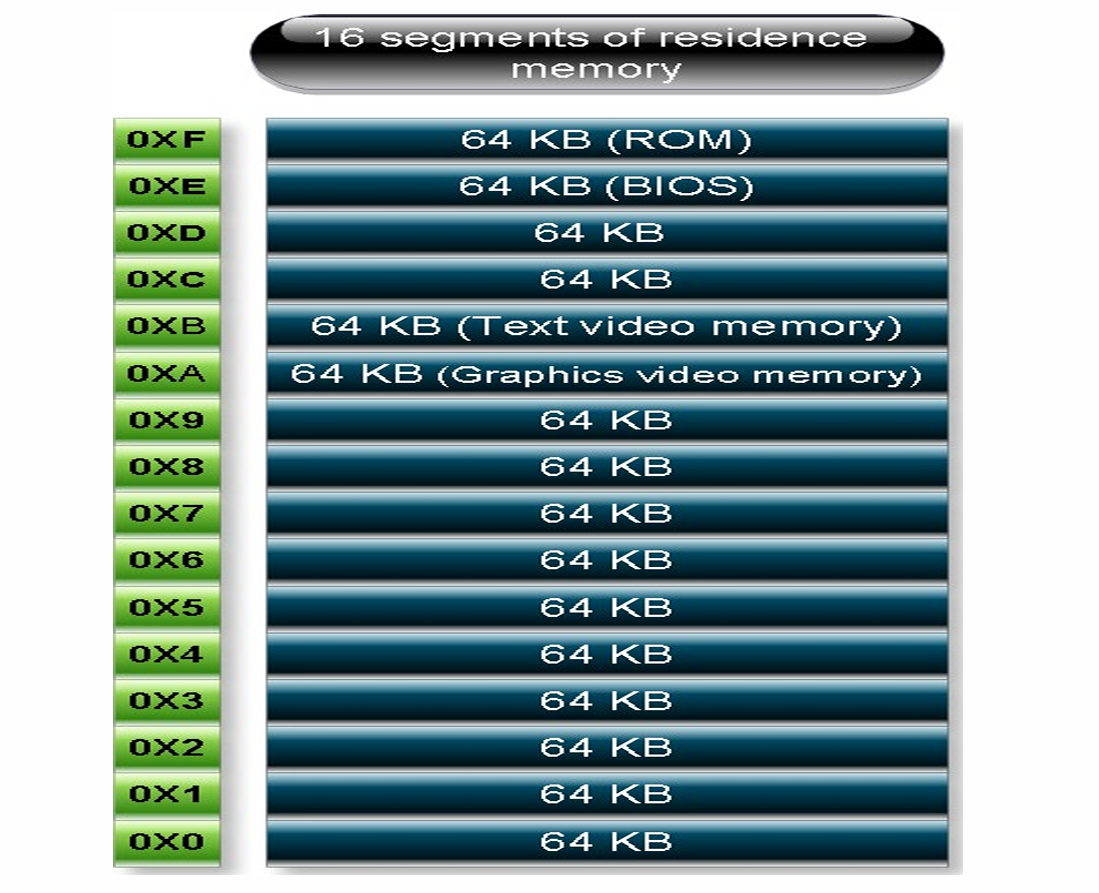 16 segments of residence
memory
0XF 64 KB (ROM)
0XE 64 KB (BIOS)
0XD 64 KB
0XC 64 KB
0XB 64 KB (Text video memory)
0XA 64 KB (Graphics video memory)
0X9 64 KB
0X8 64 KB
0X7 64 KB
0X6 64 KB
0X5 64 KB
0X4 64 KB
0X3 64 KB
0X2 64 KB
0X1 64 KB
0X0 64 KB